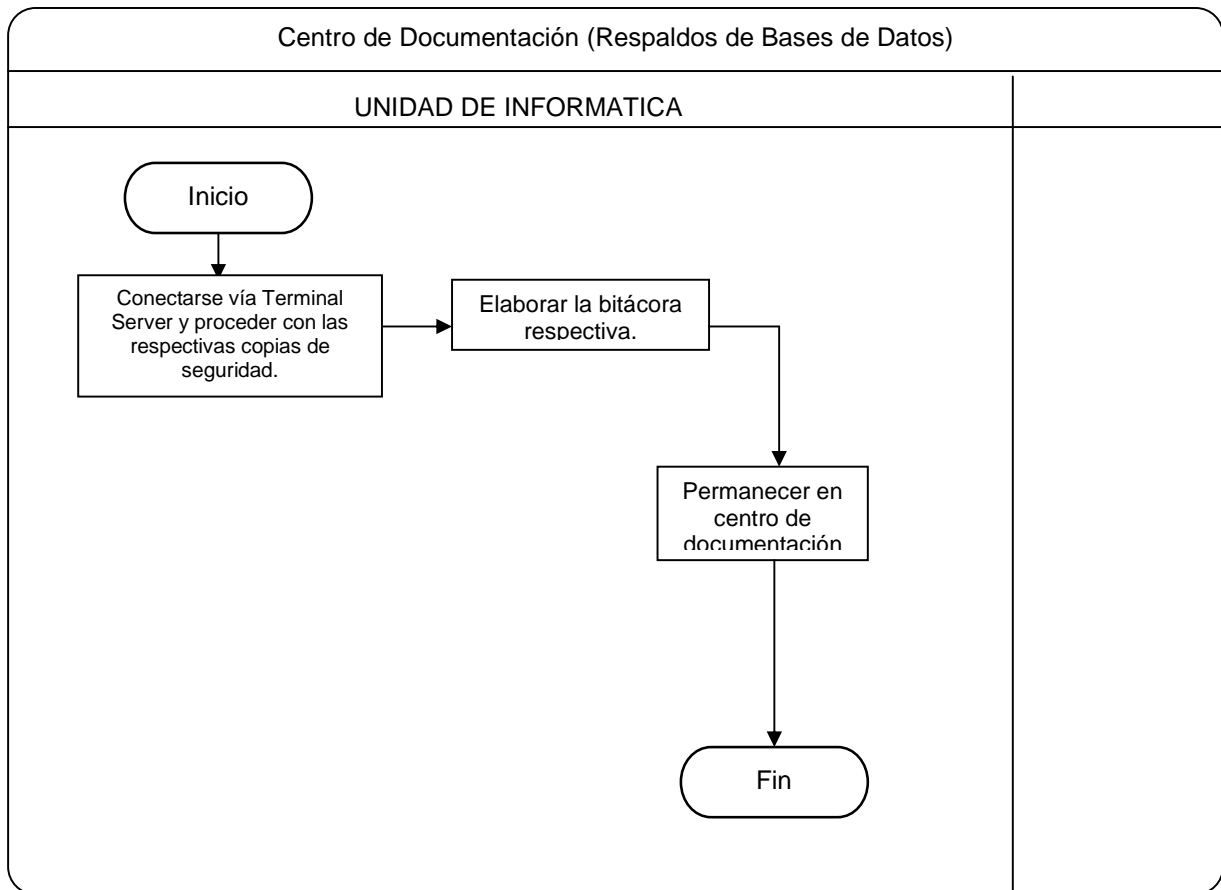 Centro de Documentación (Respaldos de Bases de Datos)
UNIDAD DE INFORMATICA
Inicio
Conectarse vía Terminal
Server y proceder con las
respectivas copias de
seguridad.
Elaborar la bitácora
respectiva.
Permanecer en
centro de
documentación
Fin